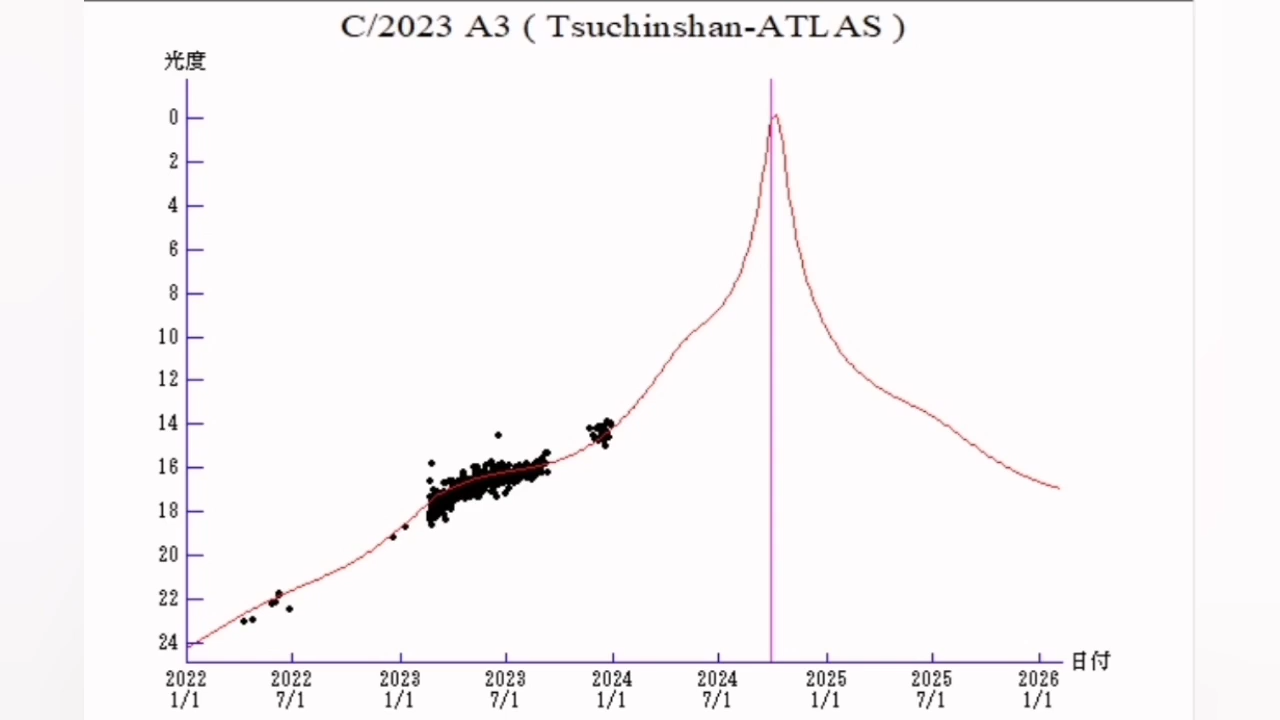 C/2023 A3 ( Tsuchinshan-ATLAS )
光度
0
2
4
6
8
10
12
14
16
18
20
22
24
日付
2022 2022 2023 2023 2024 2024 2025 2025 2026
1/1 7/1 1/1 7/1 1/1 7/1 1/1 7/1 1/1